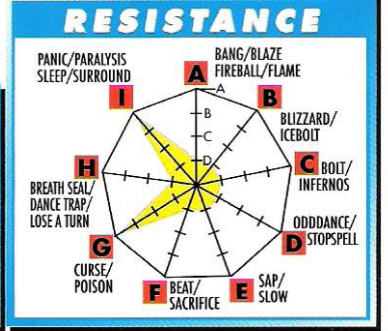 RESISTANCE
PANIC/PARALYSIS
SLEEP/SURROUND
BANG/BLAZE
FIREBALL/FLAME
A
A
B
C
D
I
B
BLIZZARD/
ICEBOLT
H
BREATH SEAL/
DANCE TRAP/
LOSE A TURN
C
BOLT/
INFERNOS
G
CURSE/
POISON
D
ODDDANCE/
STOPSPELL
F
BEAT/
SACRIFICE
E
SAP/
SLOW